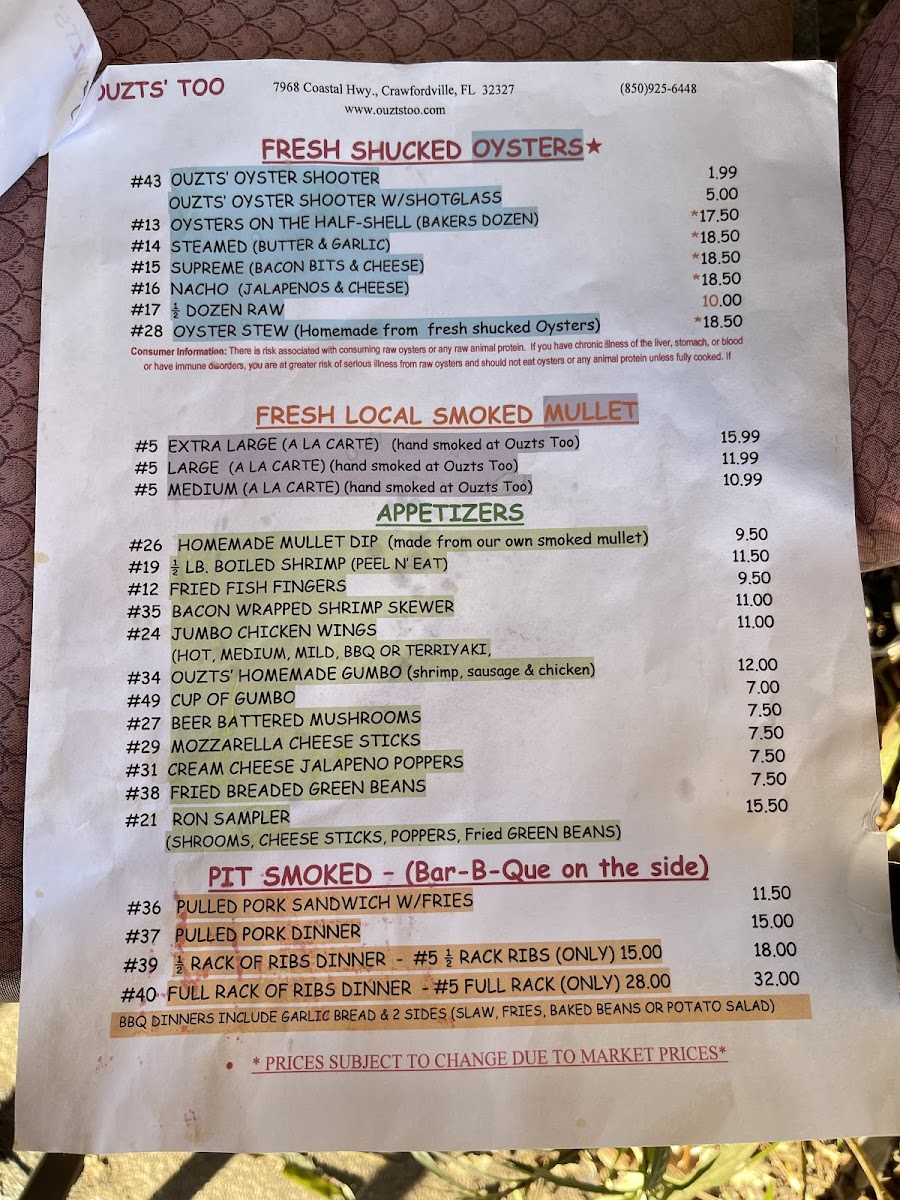 OUZTS' TOO 7968 Coastal Hwy., Crawfordville, FL 32327 (850)925-6448
www.ouztstoo.com
FRESH SHUCKED OYSTERS★
#43 OUZTS' OYSTER SHOOTER 1.99
OUZTS' OYSTER SHOOTER W/SHOTGLASS 5.00
#13 OYSTERS ON THE HALF-SHELL (BAKERS DOZEN) *17.50
#14 STEAMED (BUTTER & GARLIC) *18.50
#15 SUPREME (BACON BITS & CHEESE) *18.50
#16 NACHO (JALAPENOS & CHEESE) *18.50
#17 ½ DOZEN RAW 10.00
#28 OYSTER STEW (Homemade from fresh shucked Oysters) *18.50
Consumer Information: There is risk associated with consuming raw oysters or any raw animal protein. If you have chronic illness of the liver, stomach, or blood
or have immune disorders, you are at greater risk of serious illness from raw oysters and should not eat oysters or any animal protein unless fully cooked. If
FRESH LOCAL SMOKED MULLET
#5 EXTRA LARGE (A LA CARTE) (hand smoked at Ouzts Too) 15.99
#5 LARGE (A LA CARTE) (hand smoked at Ouzts Too) 11.99
#5 MEDIUM (A LA CARTE) (hand smoked at Ouzts Too) 10.99
APPETIZERS
#26 HOMEMADE MULLET DIP (made from our own smoked mullet) 9.50
#19 ½ LB. BOILED SHRIMP (PEEL N' EAT) 11.50
#12 FRIED FISH FINGERS 9.50
#35 BACON WRAPPED SHRIMP SKEWER 11.00
#24 JUMBO CHICKEN WINGS 11.00
(HOT, MEDIUM, MILD, BBQ OR TERRIYAKI,
#34 OUZTS' HOMEMADE GUMBO (shrimp, sausage & chicken) 12.00
#49 CUP OF GUMBO 7.00
#27 BEER BATTERED MUSHROOMS 7.50
#29 MOZZARELLA CHEESE STICKS 7.50
#31 CREAM CHEESE JALAPENO POPPERS 7.50
#38 FRIED BREADED GREEN BEANS 7.50
#21 RON SAMPLER 15.50
(SHROOMS, CHEESE STICKS, POPPERS, Fried GREEN BEANS)
PIT SMOKED - (Bar-B-Que on the side)
#36 PULLED PORK SANDWICH W/FRIES 11.50
#37 PULLED PORK DINNER 15.00
#39 ½ RACK OF RIBS DINNER - #5 ½ RACK RIBS (ONLY) 15.00 18.00
#40 FULL RACK OF RIBS DINNER - #5 FULL RACK (ONLY) 28.00 32.00
BBQ DINNERS INCLUDE GARLIC BREAD & 2 SIDES (SLAW, FRIES, BAKED BEANS OR POTATO SALAD)
• * PRICES SUBJECT TO CHANGE DUE TO MARKET PRICES*